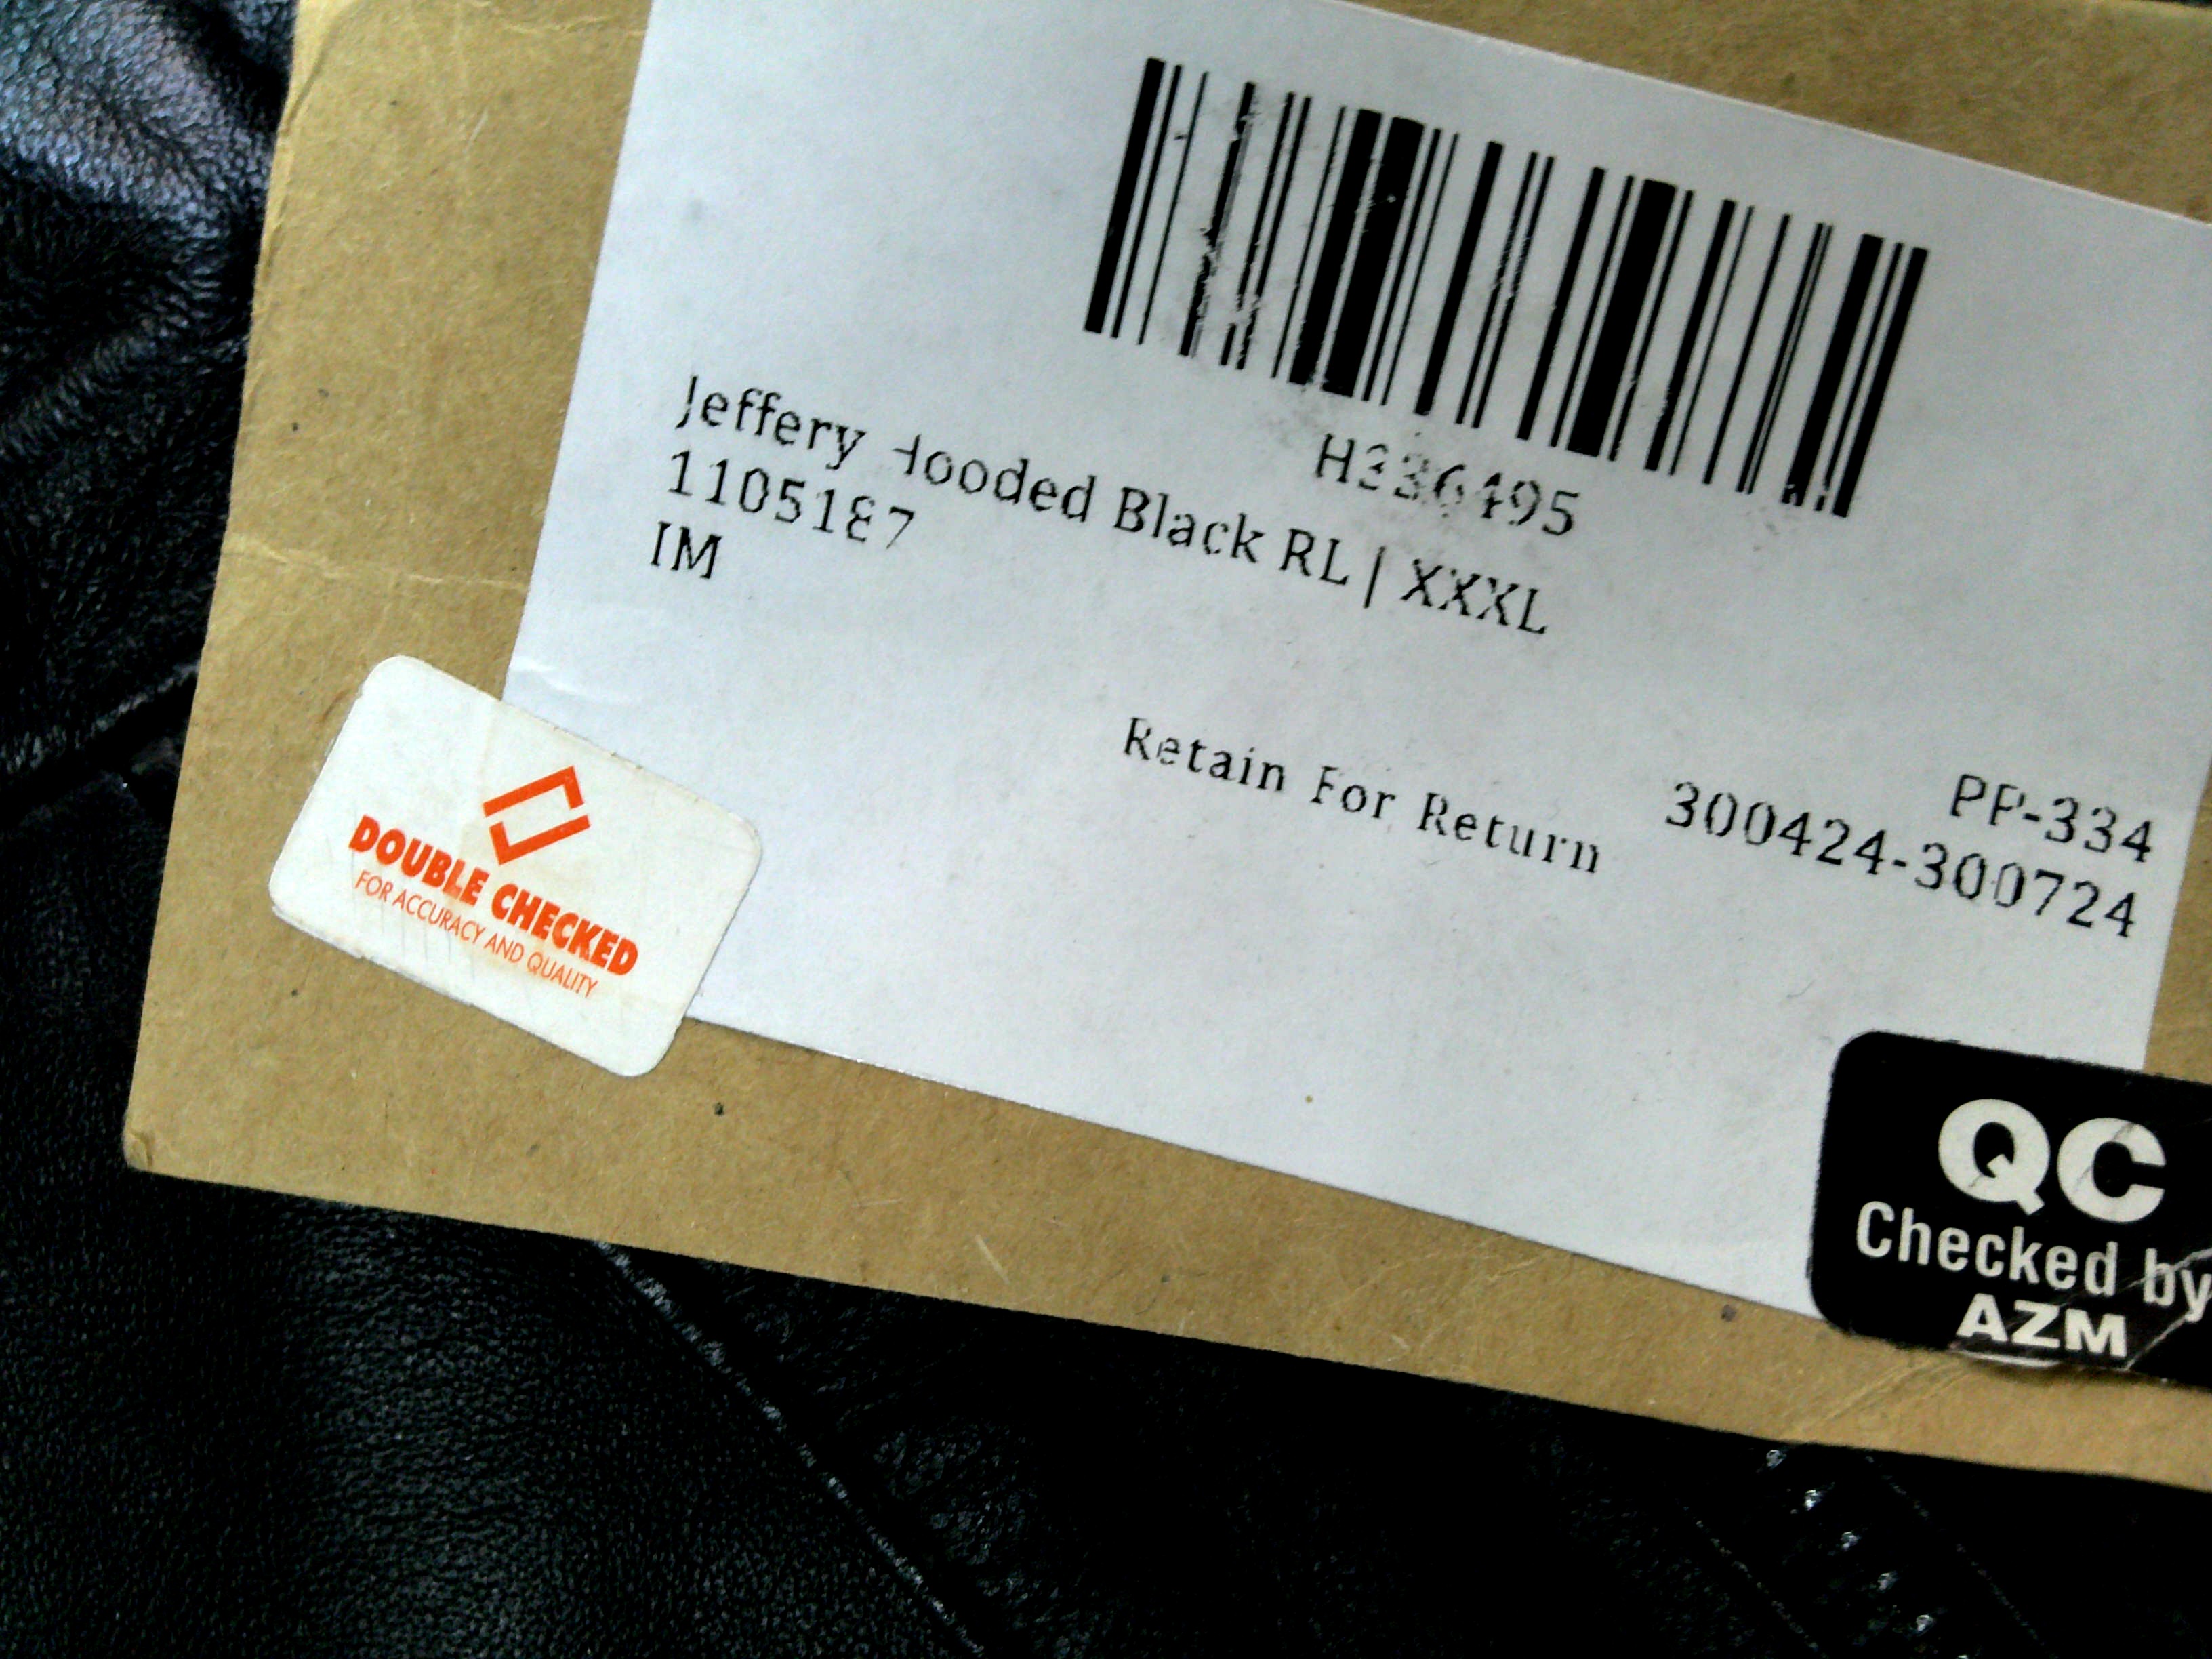 H336495
Jeffery Hooded Black RL | XXXL
1105187
IM
Retain For Return
PP-334
300424-300724
DOUBLE CHECKED
FOR ACCURACY AND QUALITY
QC
Checked by
AZM